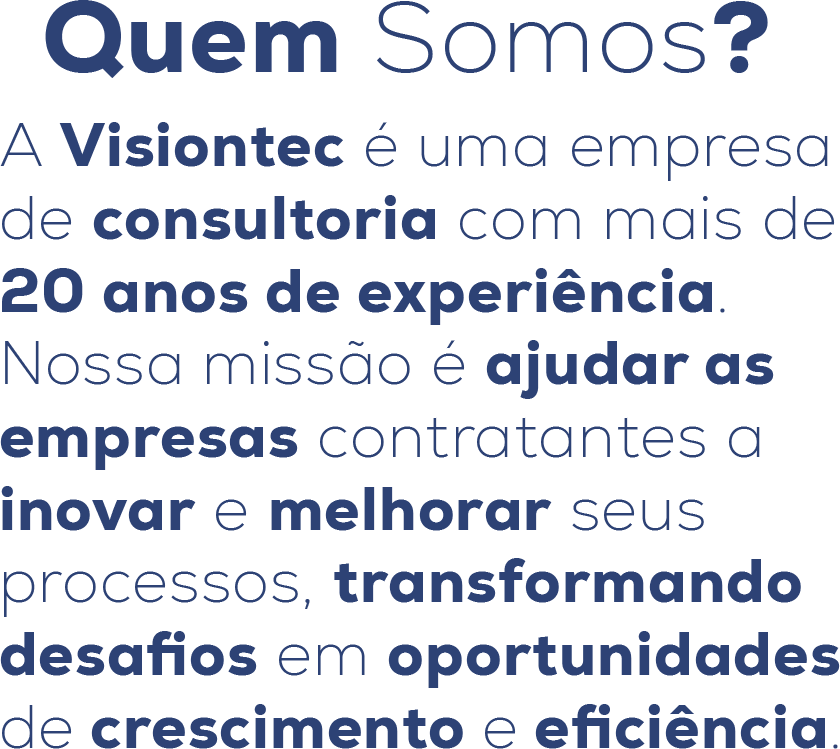 Quem Somos?
A Visiontec é uma empresa
de consultoria com mais de
20 anos de experiência.
Nossa missão é ajudar as
empresas contratantes a
inovar e melhorar seus
processos, transformando
desafios em oportunidades
de crescimento e eficiência